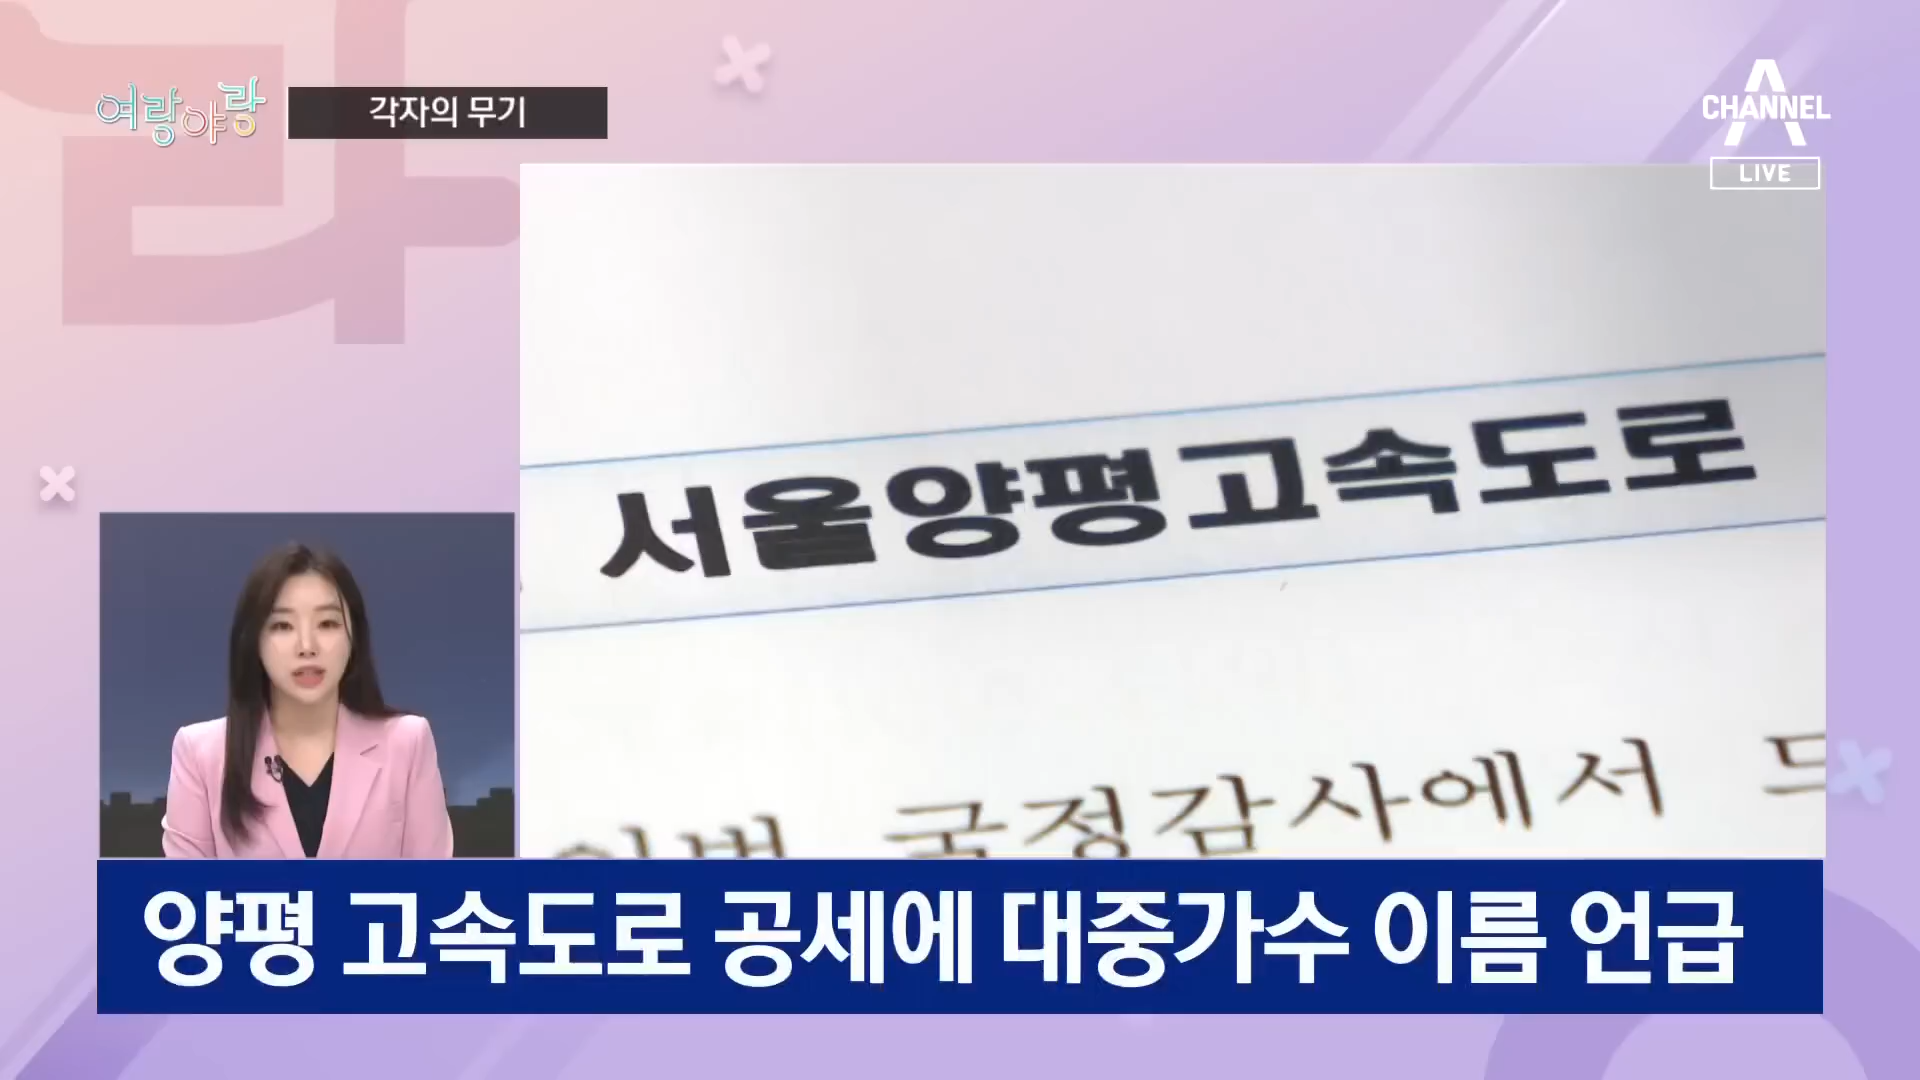 여랑야랑
각자의 무기
CHANNEL A
LIVE
서울양평고속도로
국정감사에서
양평 고속도로 공세에 대중가수 이름 언급